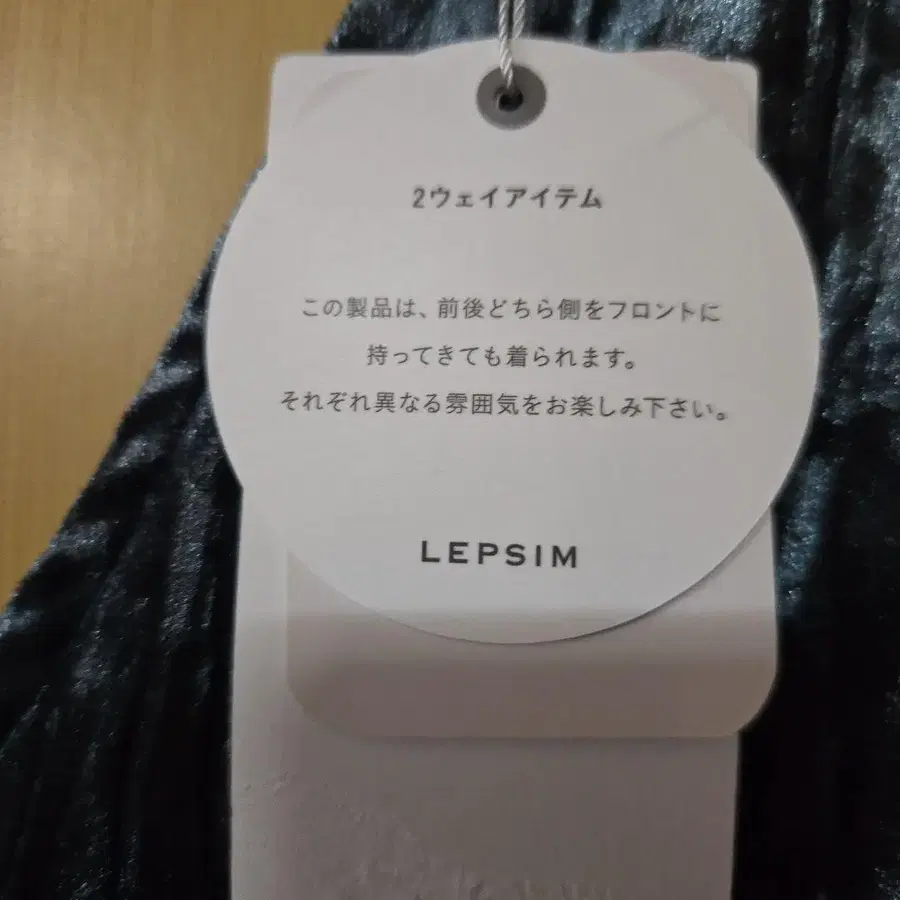 2ウェイアイテム
この製品は、前後どちら側をフロントに
持ってきても着られます。
それぞれ異なる雰囲気をお楽しみ下さい。
LEPSIM